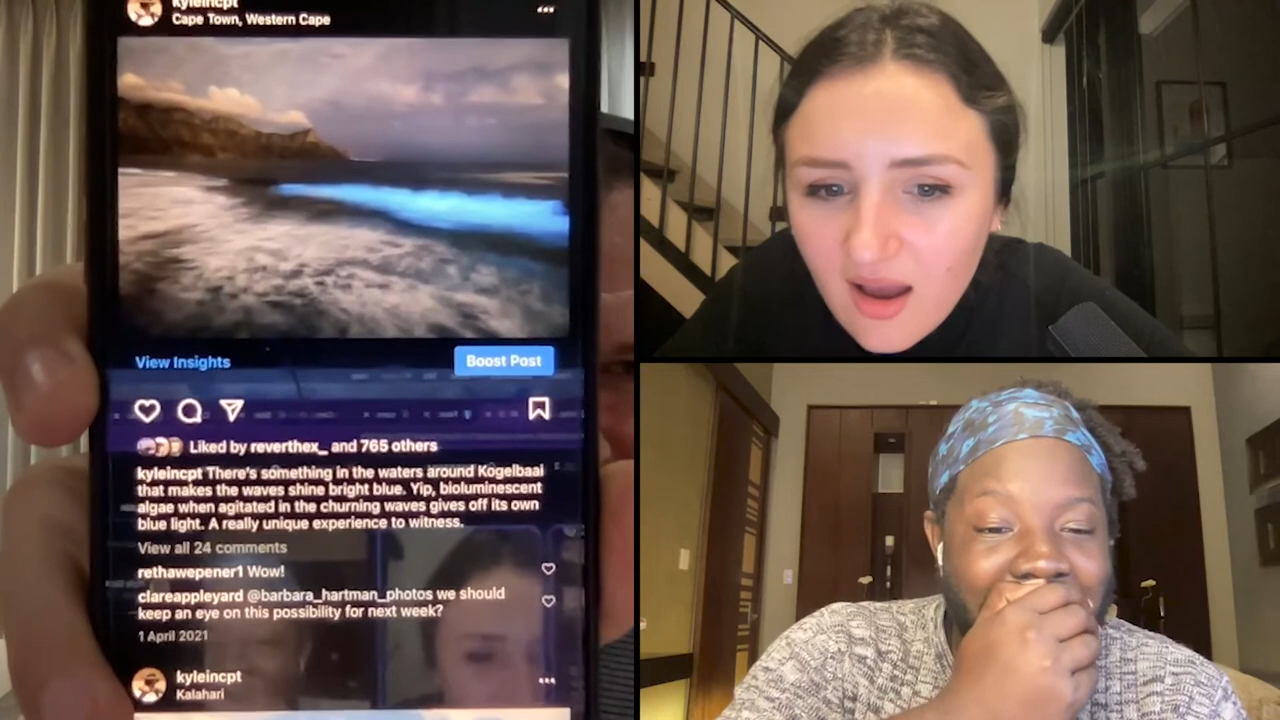 kyleincpt
Cape Town, Western Cape
View Insights
Boost Post
Liked by reverthex_ and 765 others
kyleincpt There's something in the waters around Kogelbaai
that makes the waves shine bright blue. Yip, bioluminescent
algae when agitated in the churning waves gives off its own
blue light. A really unique experience to witness.
View all 24 comments
rethawepener1 Wow!
clareappleyard @barbara_hartman_photos we should
keep an eye on this possibility for next week?
1 April 2021
kyleincpt
Kalahari